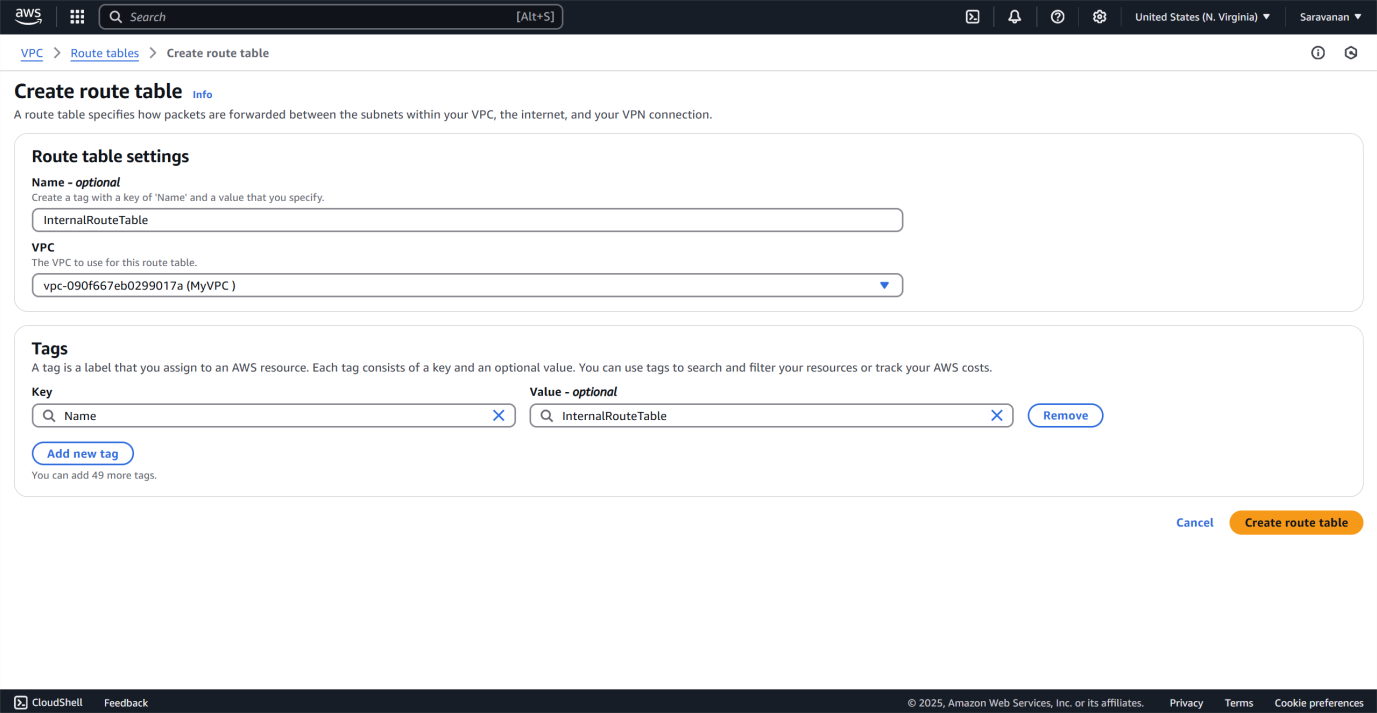 aws Search [Alt+S] United States (N. Virginia) Saravanan
VPC Route tables Create route table
Create route table Info
A route table specifies how packets are forwarded between the subnets within your VPC, the internet, and your VPN connection.
Route table settings
Name - optional
Create a tag with a key of 'Name' and a value that you specify.
InternalRouteTable
VPC
The VPC to use for this route table.
vpc-090f667eb0299017a (MyVPC )
Tags
A tag is a label that you assign to an AWS resource. Each tag consists of a key and an optional value. You can use tags to search and filter your resources or track your AWS costs.
Key Value - optional
Name InternalRouteTable Remove
Add new tag
You can add 49 more tags.
Cancel Create route table
CloudShell Feedback © 2025, Amazon Web Services, Inc. or its affiliates. Privacy Terms Cookie preferences